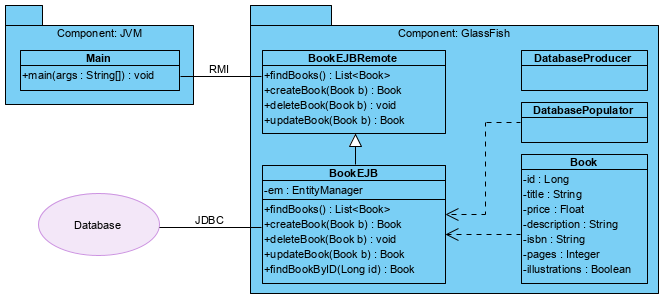 Component: JVM
Main
+main(args : String[]) : void
RMI
Component: GlassFish
BookEJBRemote
+findBooks() : List<Book>
+createBook(Book b) : Book
+deleteBook(Book b) : void
+updateBook(Book b) : Book
DatabaseProducer
DatabasePopulator
BookEJB
-em : EntityManager
+findBooks() : List<Book>
+createBook(Book b) : Book
+deleteBook(Book b) : void
+updateBook(Book b) : Book
+findBookByID(Long id) : Book
Book
-id : Long
-title : String
-price : Float
-description : String
-isbn : String
-pages : Integer
-illustrations : Boolean
Database
JDBC